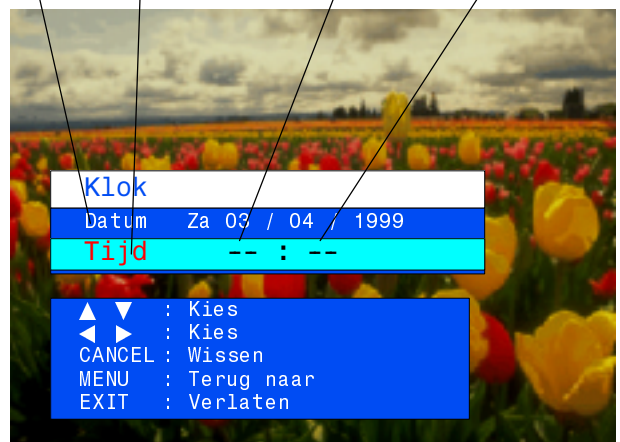 Klok
Datum Za 03 / 04 / 1999
Tijd -- : --
▲ ▼ : Kies
◀ ▶ : Kies
CANCEL : Wissen
MENU : Terug naar
EXIT : Verlaten